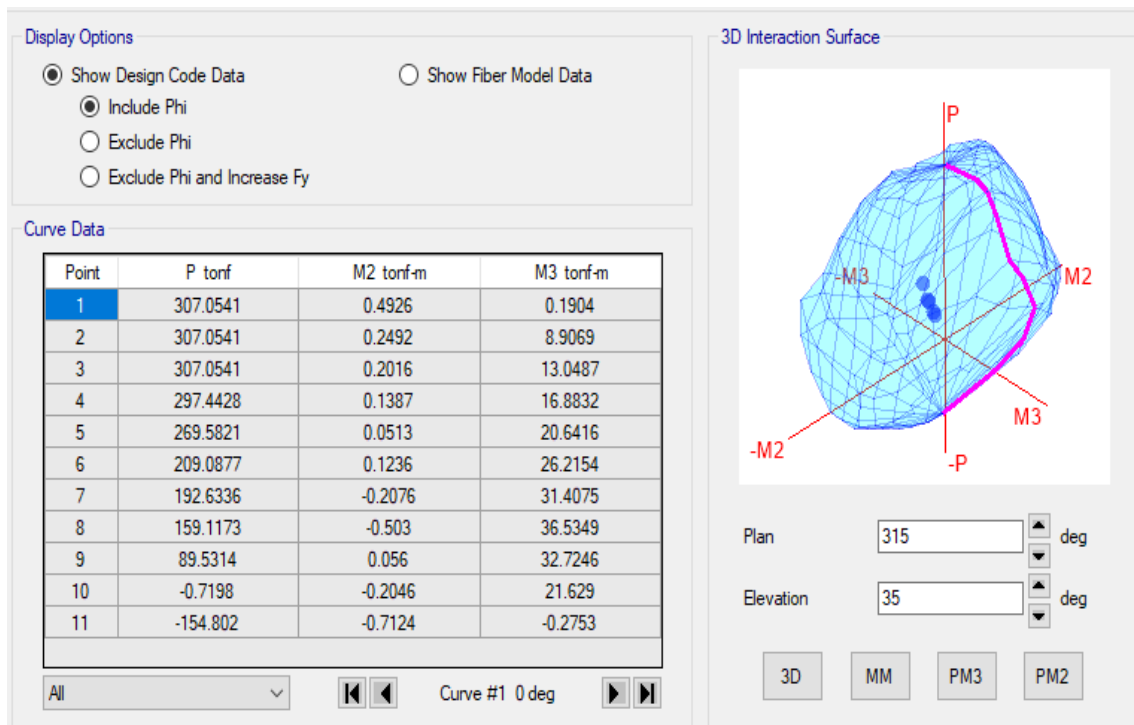 Display Options
Show Design Code Data
Show Fiber Model Data
Include Phi
Exclude Phi
Exclude Phi and Increase Fy
Curve Data
Point P tonf M2 tonf-m M3 tonf-m
1 307.0541 0.4926 0.1904
2 307.0541 0.2492 8.9069
3 307.0541 0.2016 13.0487
4 297.4428 0.1387 16.8832
5 269.5821 0.0513 20.6416
6 209.0877 0.1236 26.2154
7 192.6336 -0.2076 31.4075
8 159.1173 -0.503 36.5349
9 89.5314 0.056 32.7246
10 -0.7198 -0.2046 21.629
11 -154.802 -0.7124 -0.2753
All
Curve #1 0 deg
3D Interaction Surface
P
-M3
M2
M3
-M2
-P
Plan 315 deg
Elevation 35 deg
3D MM PM3 PM2